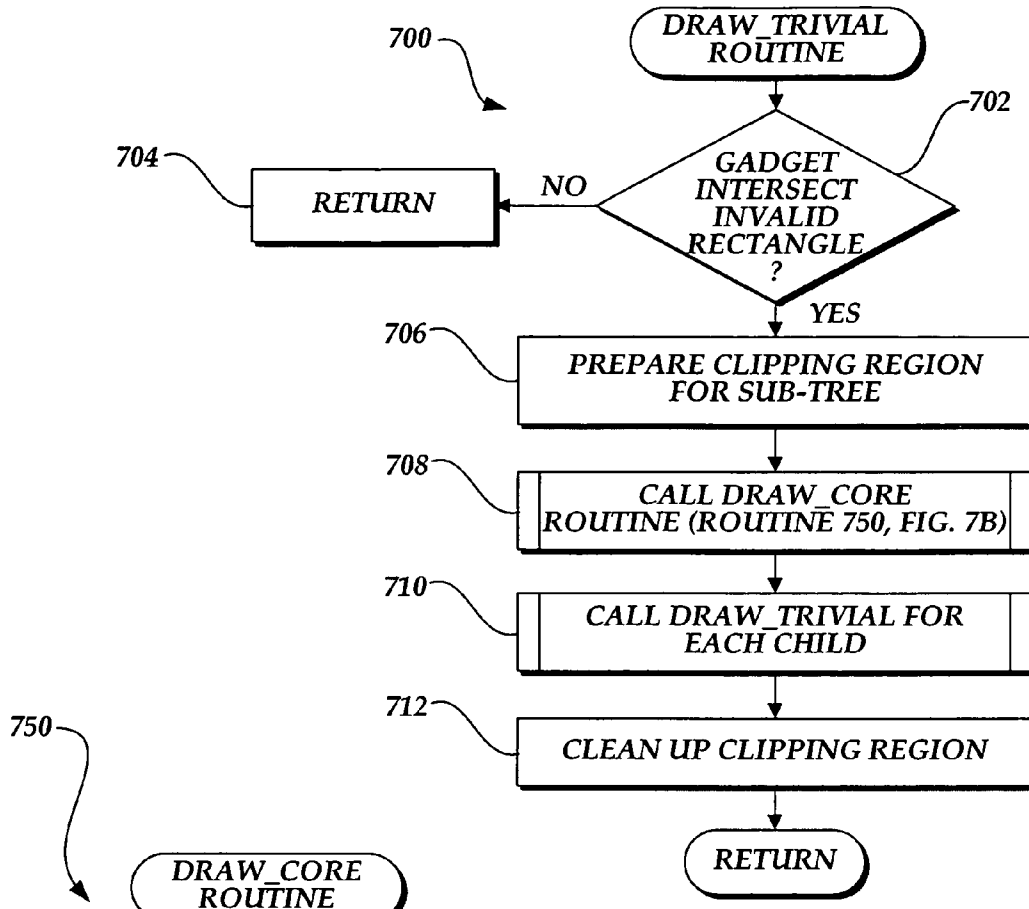 DRAW_TRIVIAL
ROUTINE
700
702
704
GADGET
INTERSECT
INVALID
RECTANGLE
?
NO
RETURN
YES
706
PREPARE CLIPPING REGION
FOR SUB-TREE
708
CALL DRAW_CORE
ROUTINE (ROUTINE 750, FIG. 7B)
710
CALL DRAW_TRIVIAL FOR
EACH CHILD
712
CLEAN UP CLIPPING REGION
750
RETURN
DRAW_CORE
ROUTINE